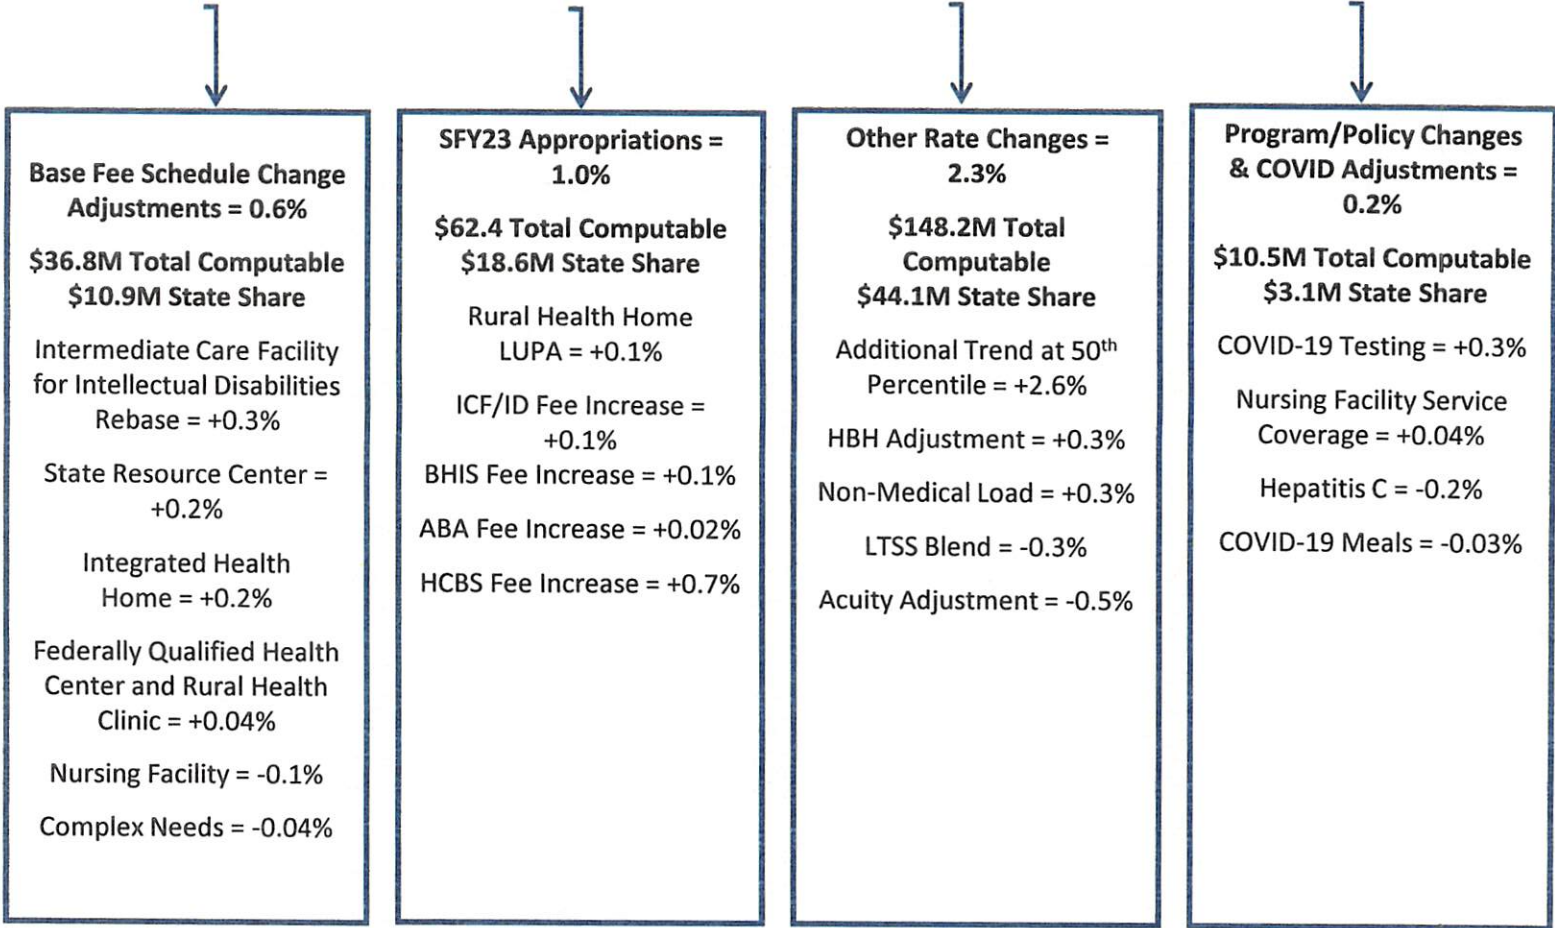 Base Fee Schedule Change
Adjustments = 0.6%
$36.8M Total Computable
$10.9M State Share
Intermediate Care Facility
for Intellectual Disabilities
Rebase = +0.3%
State Resource Center =
+0.2%
Integrated Health
Home = +0.2%
Federally Qualified Health
Center and Rural Health
Clinic = +0.04%
Nursing Facility = -0.1%
Complex Needs = -0.04%
SFY23 Appropriations =
1.0%
$62.4 Total Computable
$18.6M State Share
Rural Health Home
LUPA = +0.1%
ICF/ID Fee Increase =
+0.1%
BHIS Fee Increase = +0.1%
ABA Fee Increase = +0.02%
HCBS Fee Increase = +0.7%
Other Rate Changes =
2.3%
$148.2M Total
Computable
$44.1M State Share
Additional Trend at 50th
Percentile = +2.6%
HBH Adjustment = +0.3%
Non-Medical Load = +0.3%
LTSS Blend = -0.3%
Acuity Adjustment = -0.5%
Program/Policy Changes
& COVID Adjustments =
0.2%
$10.5M Total Computable
$3.1M State Share
COVID-19 Testing = +0.3%
Nursing Facility Service
Coverage = +0.04%
Hepatitis C = -0.2%
COVID-19 Meals = -0.03%